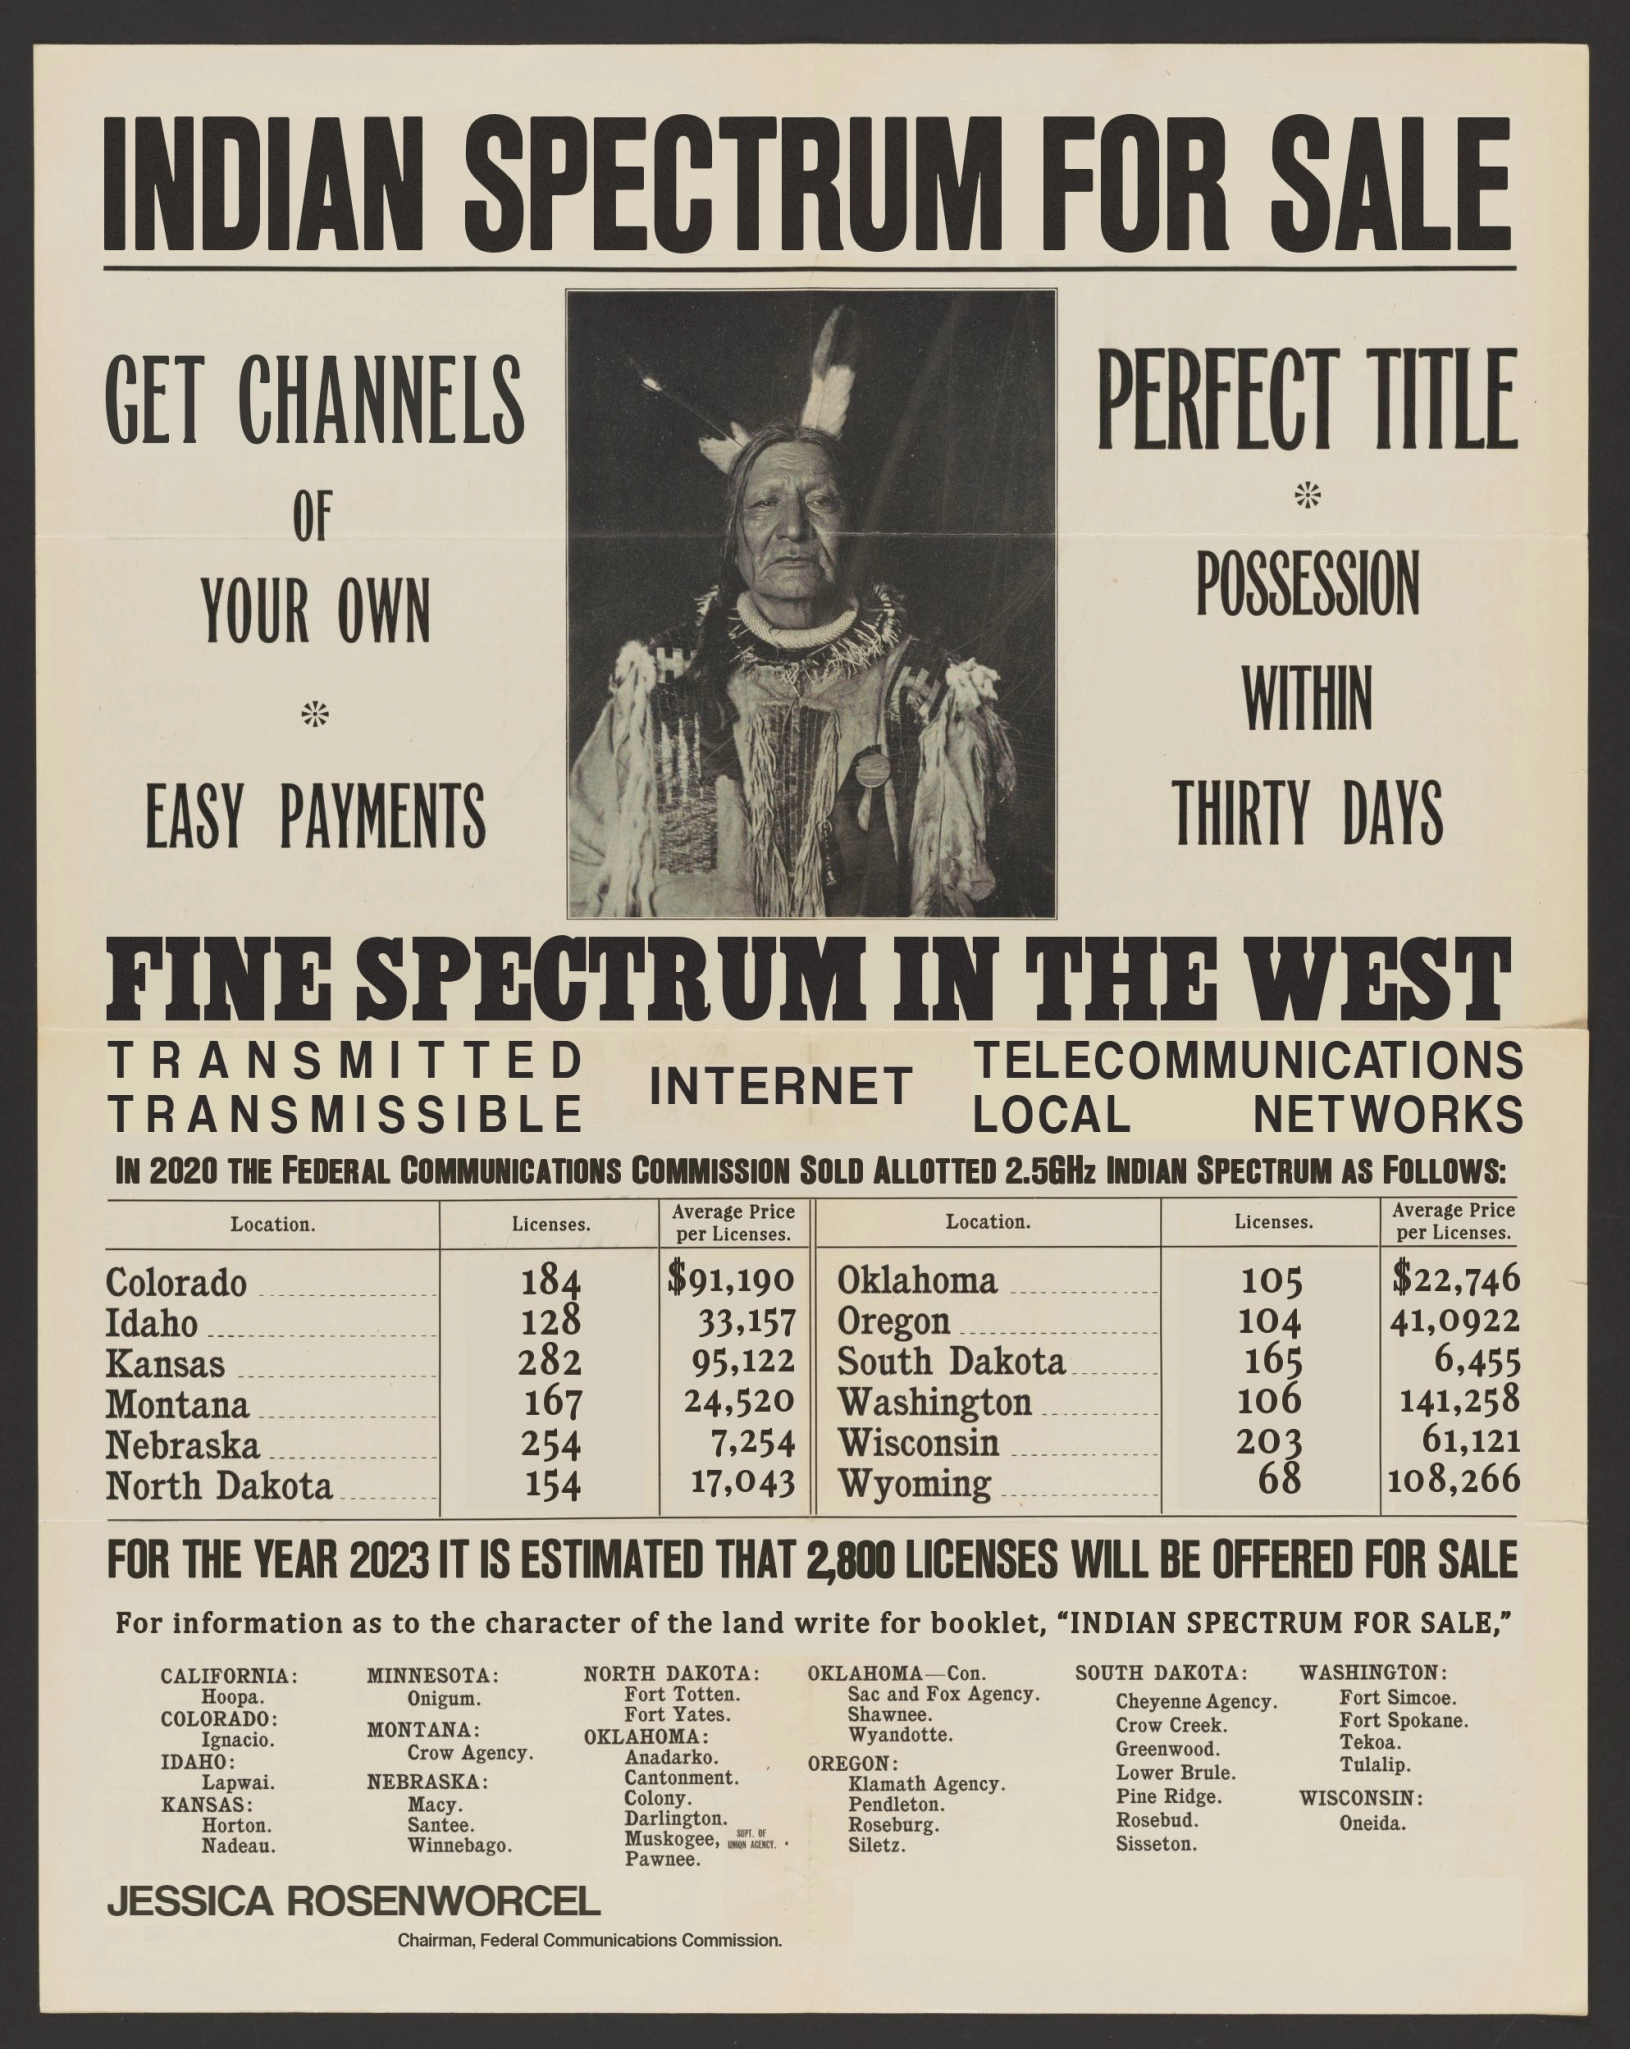 INDIAN SPECTRUM FOR SALE
GET CHANNELS
OF
YOUR OWN
EASY PAYMENTS
PERFECT TITLE
POSSESSION
WITHIN
THIRTY DAYS
FINE SPECTRUM IN THE WEST
TRANSMITTED
TRANSMISSIBLE
INTERNET
TELECOMMUNICATIONS
LOCAL NETWORKS
IN 2020 THE FEDERAL COMMUNICATIONS COMMISSION SOLD ALLOTTED 2.5GHz INDIAN SPECTRUM AS FOLLOWS:
Location. Licenses. Average Price per Licenses. Location. Licenses. Average Price per Licenses.
Colorado 184 $91,190 Oklahoma 105 $22,746
Idaho 128 33,157 Oregon 104 41,0922
Kansas 282 95,122 South Dakota 165 6,455
Montana 167 24,520 Washington 106 141,258
Nebraska 254 7,254 Wisconsin 203 61,121
North Dakota 154 17,043 Wyoming 68 108,266
FOR THE YEAR 2023 IT IS ESTIMATED THAT 2,800 LICENSES WILL BE OFFERED FOR SALE
For information as to the character of the land write for booklet, “INDIAN SPECTRUM FOR SALE,”
CALIFORNIA:
Hoopa.
COLORADO:
Ignacio.
IDAHO:
Lapwai.
KANSAS:
Horton.
Nadeau.
MINNESOTA:
Onigum.
MONTANA:
Crow Agency.
NEBRASKA:
Macy.
Santee.
Winnebago.
NORTH DAKOTA:
Fort Totten.
Fort Yates.
OKLAHOMA:
Anadarko.
Cantonment.
Colony.
Darlington.
Muskogee, SUPT. OF UNION AGENCY.
Pawnee.
OKLAHOMA—Con.
Sac and Fox Agency.
Shawnee.
Wyandotte.
OREGON:
Klamath Agency.
Pendleton.
Roseburg.
Siletz.
SOUTH DAKOTA:
Cheyenne Agency.
Crow Creek.
Greenwood.
Lower Brule.
Pine Ridge.
Rosebud.
Sisseton.
WASHINGTON:
Fort Simcoe.
Fort Spokane.
Tekoa.
Tulalip.
WISCONSIN:
Oneida.
JESSICA ROSENWORCEL
Chairman, Federal Communications Commission.